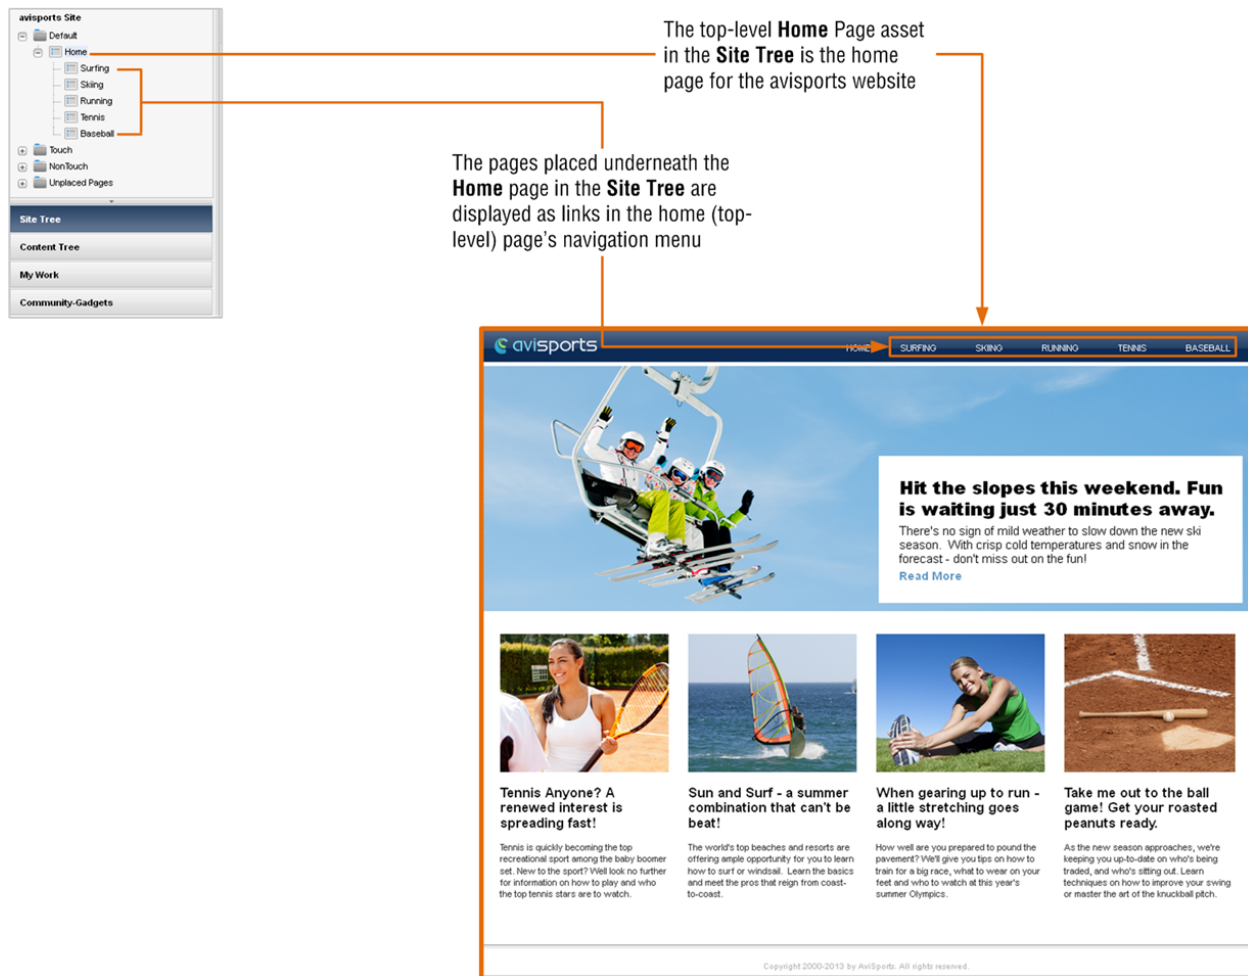 avisports Site
Default
Home
Surfing
Skiing
Running
Tennis
Baseball
Touch
NonTouch
Unplaced Pages
Site Tree
Content Tree
My Work
Community-Gadgets
The top-level Home Page asset
in the Site Tree is the home
page for the avisports website
The pages placed underneath the
Home page in the Site Tree are
displayed as links in the home (top-
level) page's navigation menu
avisports
HOME SURFING SKIING RUNNING TENNIS BASEBALL
Hit the slopes this weekend. Fun
is waiting just 30 minutes away.
There's no sign of mild weather to slow down the new ski
season. With crisp cold temperatures and snow in the
forecast - don't miss out on the fun!
Read More
Tennis Anyone? A
renewed interest is
spreading fast!
Tennis is quickly becoming the top
recreational sport among the baby boomer
set. New to the sport? Well look no further
for information on how to play and who
the top tennis stars are to watch.
Sun and Surf - a summer
combination that can't be
beat!
The world's top beaches and resorts are
offering ample opportunity for you to learn
how to surf or windsail. Learn the basics
and meet the pros that reign from coast-
to-coast.
When gearing up to run -
a little stretching goes
along way!
How well are you prepared to pound the
pavement? We'll give you tips on how to
train for a big race, what to wear on your
feet and who to watch at this year's
summer Olympics.
Take me out to the ball
game! Get your roasted
peanuts ready.
As the new season approaches, we're
keeping you up-to-date on who's being
traded, and who's sitting out. Learn
techniques on how to improve your swing
or master the art of the knuckball pitch.
Copyright 2000-2013 by AviSports. All rights reserved.